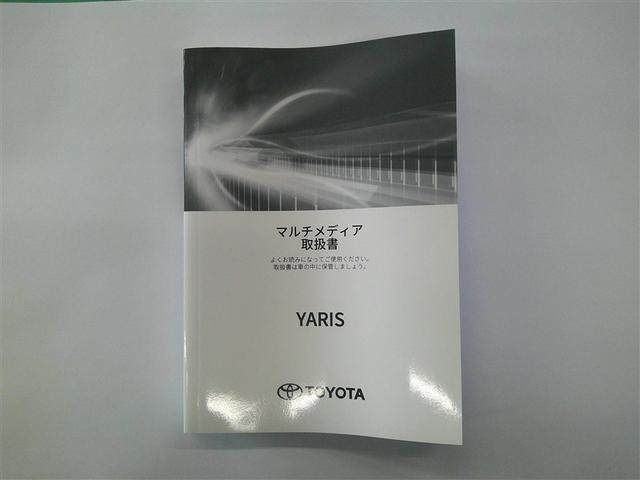 マルチメディア
取扱書
よくお読みになってご使用ください。
取扱書は車の中に保管しましょう。
YARIS
TOYOTA